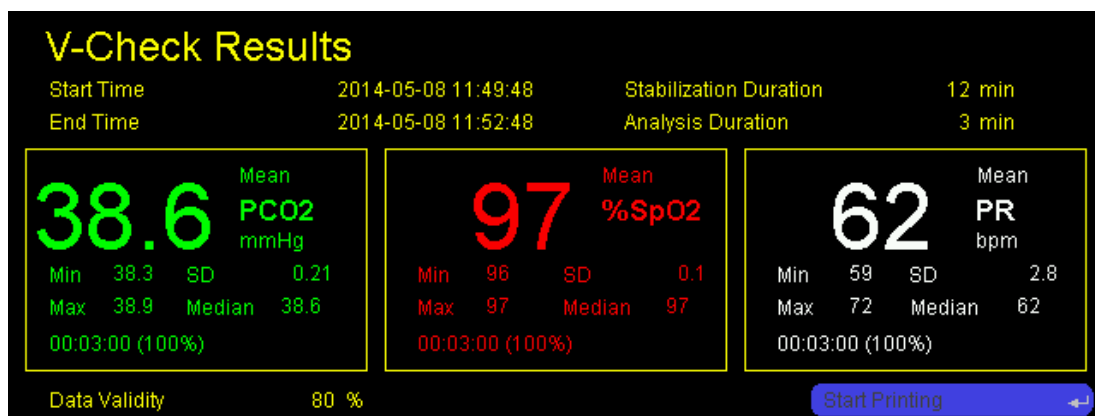 V-Check Results
Start Time 2014-05-08 11:49:48 Stabilization Duration 12 min
End Time 2014-05-08 11:52:48 Analysis Duration 3 min
38.6 Mean PCO2 mmHg
Min 38.3 SD 0.21
Max 38.9 Median 38.6
00:03:00 (100%)
97 Mean %SpO2
Min 96 SD 0.1
Max 97 Median 97
00:03:00 (100%)
62 Mean PR bpm
Min 59 SD 2.8
Max 72 Median 62
00:03:00 (100%)
Data Validity 80 %
Start Printing